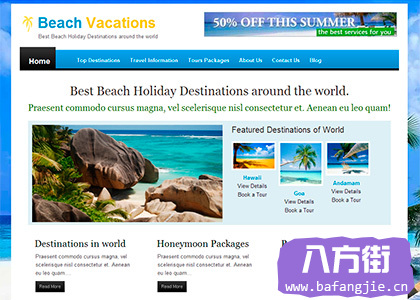 Beach Vacations
Best Beach Holiday Destinations around the world
50% OFF THIS SUMMER
the best services for you
Home
Top Destinations
Travel Information
Tours Packages
About Us
Contact Us
Blog
Best Beach Holiday Destinations around the world.
Praesent commodo cursus magna, vel scelerisque nisl consectetur et. Aenean eu leo quam!
Featured Destinations of World
Hawaii
View Details
Book a Tour
Goa
View Details
Book a Tour
Andamam
View Details
Book a Tour
Destinations in world
Praesent commodo cursus magna, vel
scelerisque nisl consectetur et. Aenean
eu leo quam...
Read More
Honeymoon Packages
Praesent commodo cursus magna, vel
scelerisque nisl consectetur et. Aenean
eu leo quam...
Read More
八方街
www.bafangjie.cn